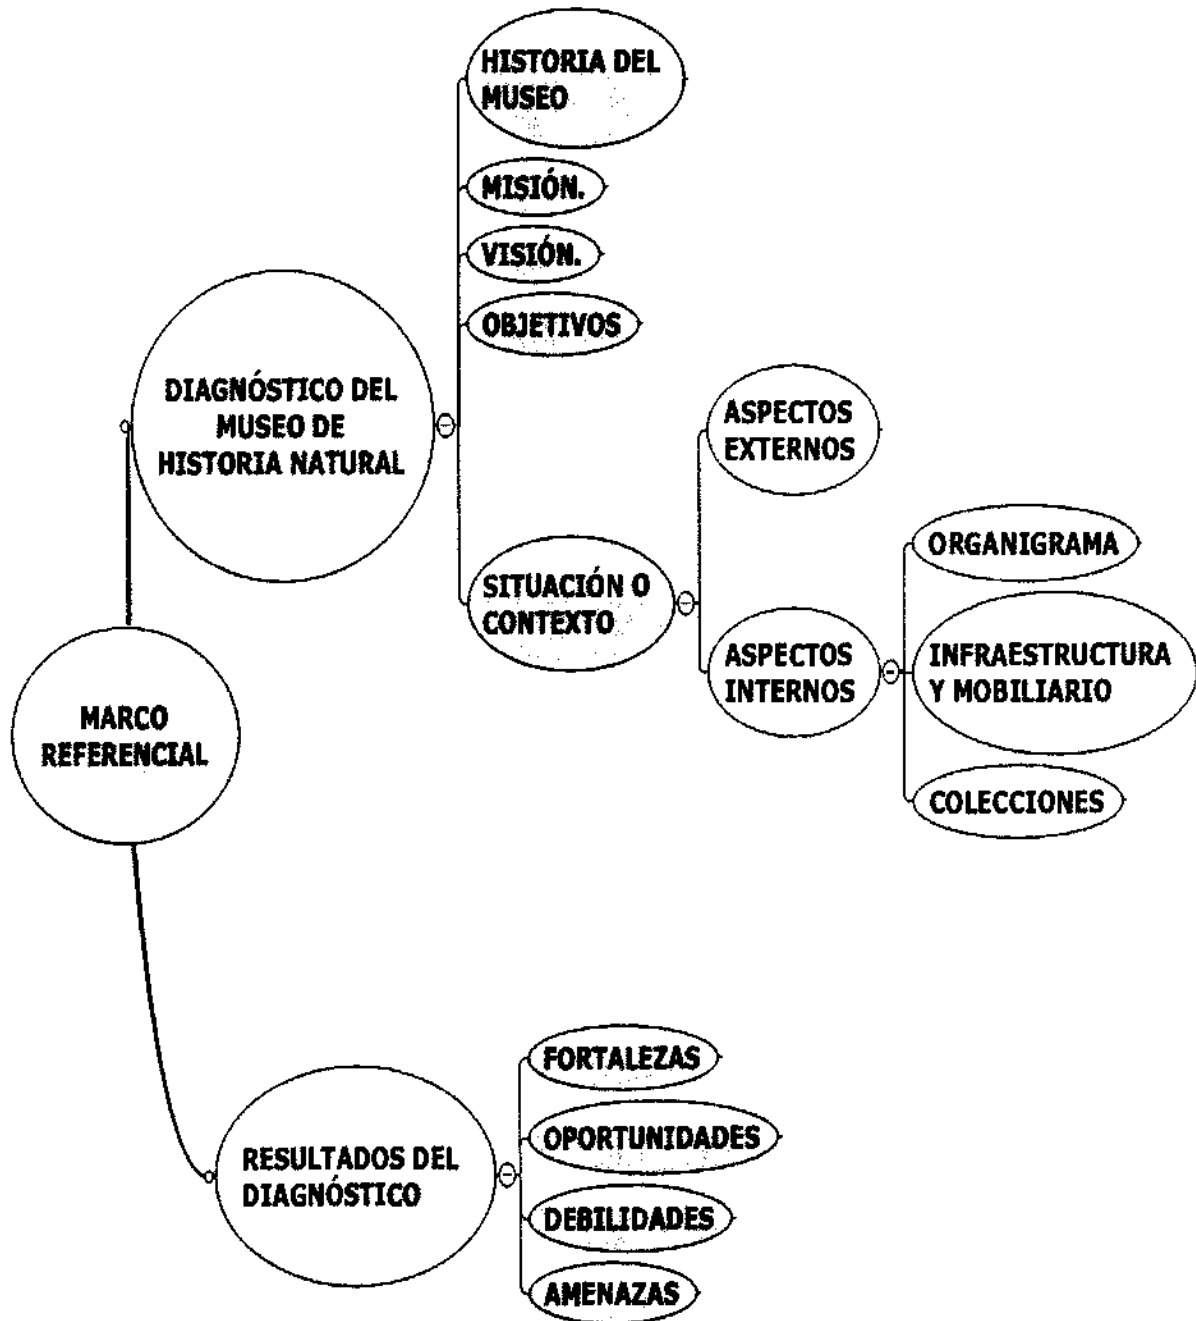 HISTORIA DEL
MUSEO
MISIÓN.
VISIÓN.
OBJETIVOS
DIAGNÓSTICO DEL
MUSEO DE
HISTORIA NATURAL
ASPECTOS
EXTERNOS
SITUACIÓN O
CONTEXTO
ORGANIGRAMA
ASPECTOS
INTERNOS
INFRAESTRUCTURA
Y MOBILIARIO
COLECCIONES
MARCO
REFERENCIAL
FORTALEZAS
OPORTUNIDADES
RESULTADOS DEL
DIAGNÓSTICO
DEBILIDADES
AMENAZAS